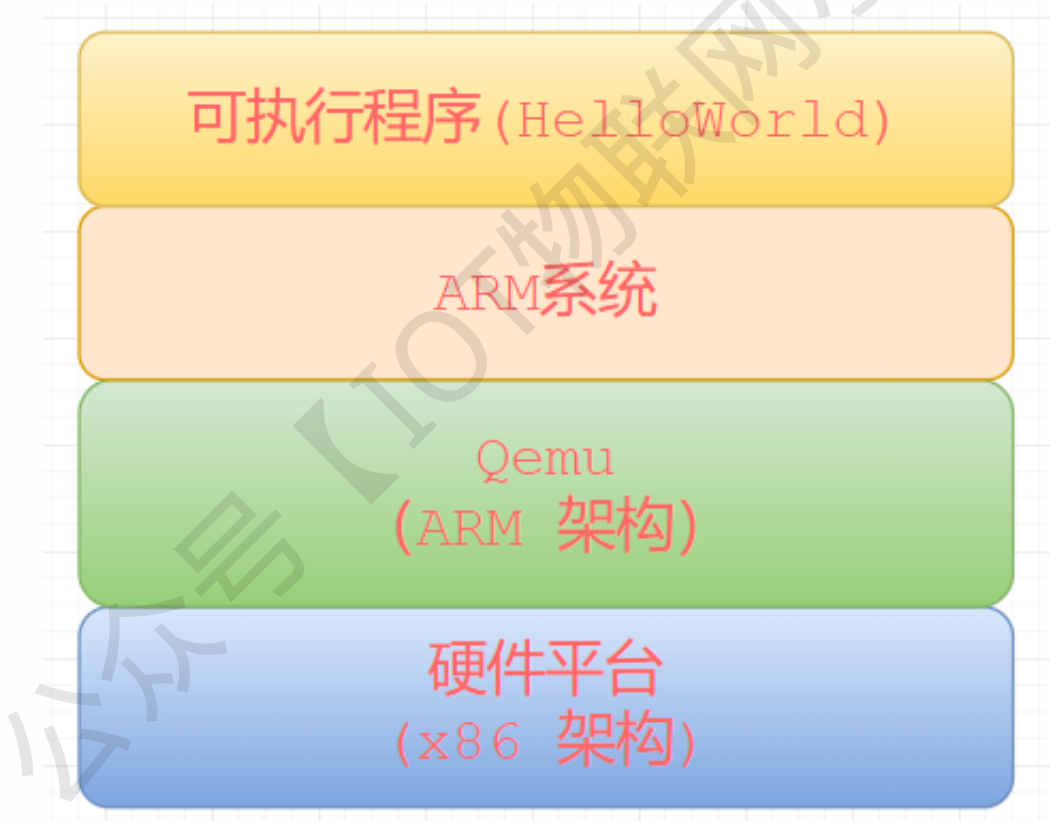 可执行程序(HelloWorld)
ARM系统
Qemu
(ARM 架构)
硬件平台
(x86 架构)
公众号【IOT物联网